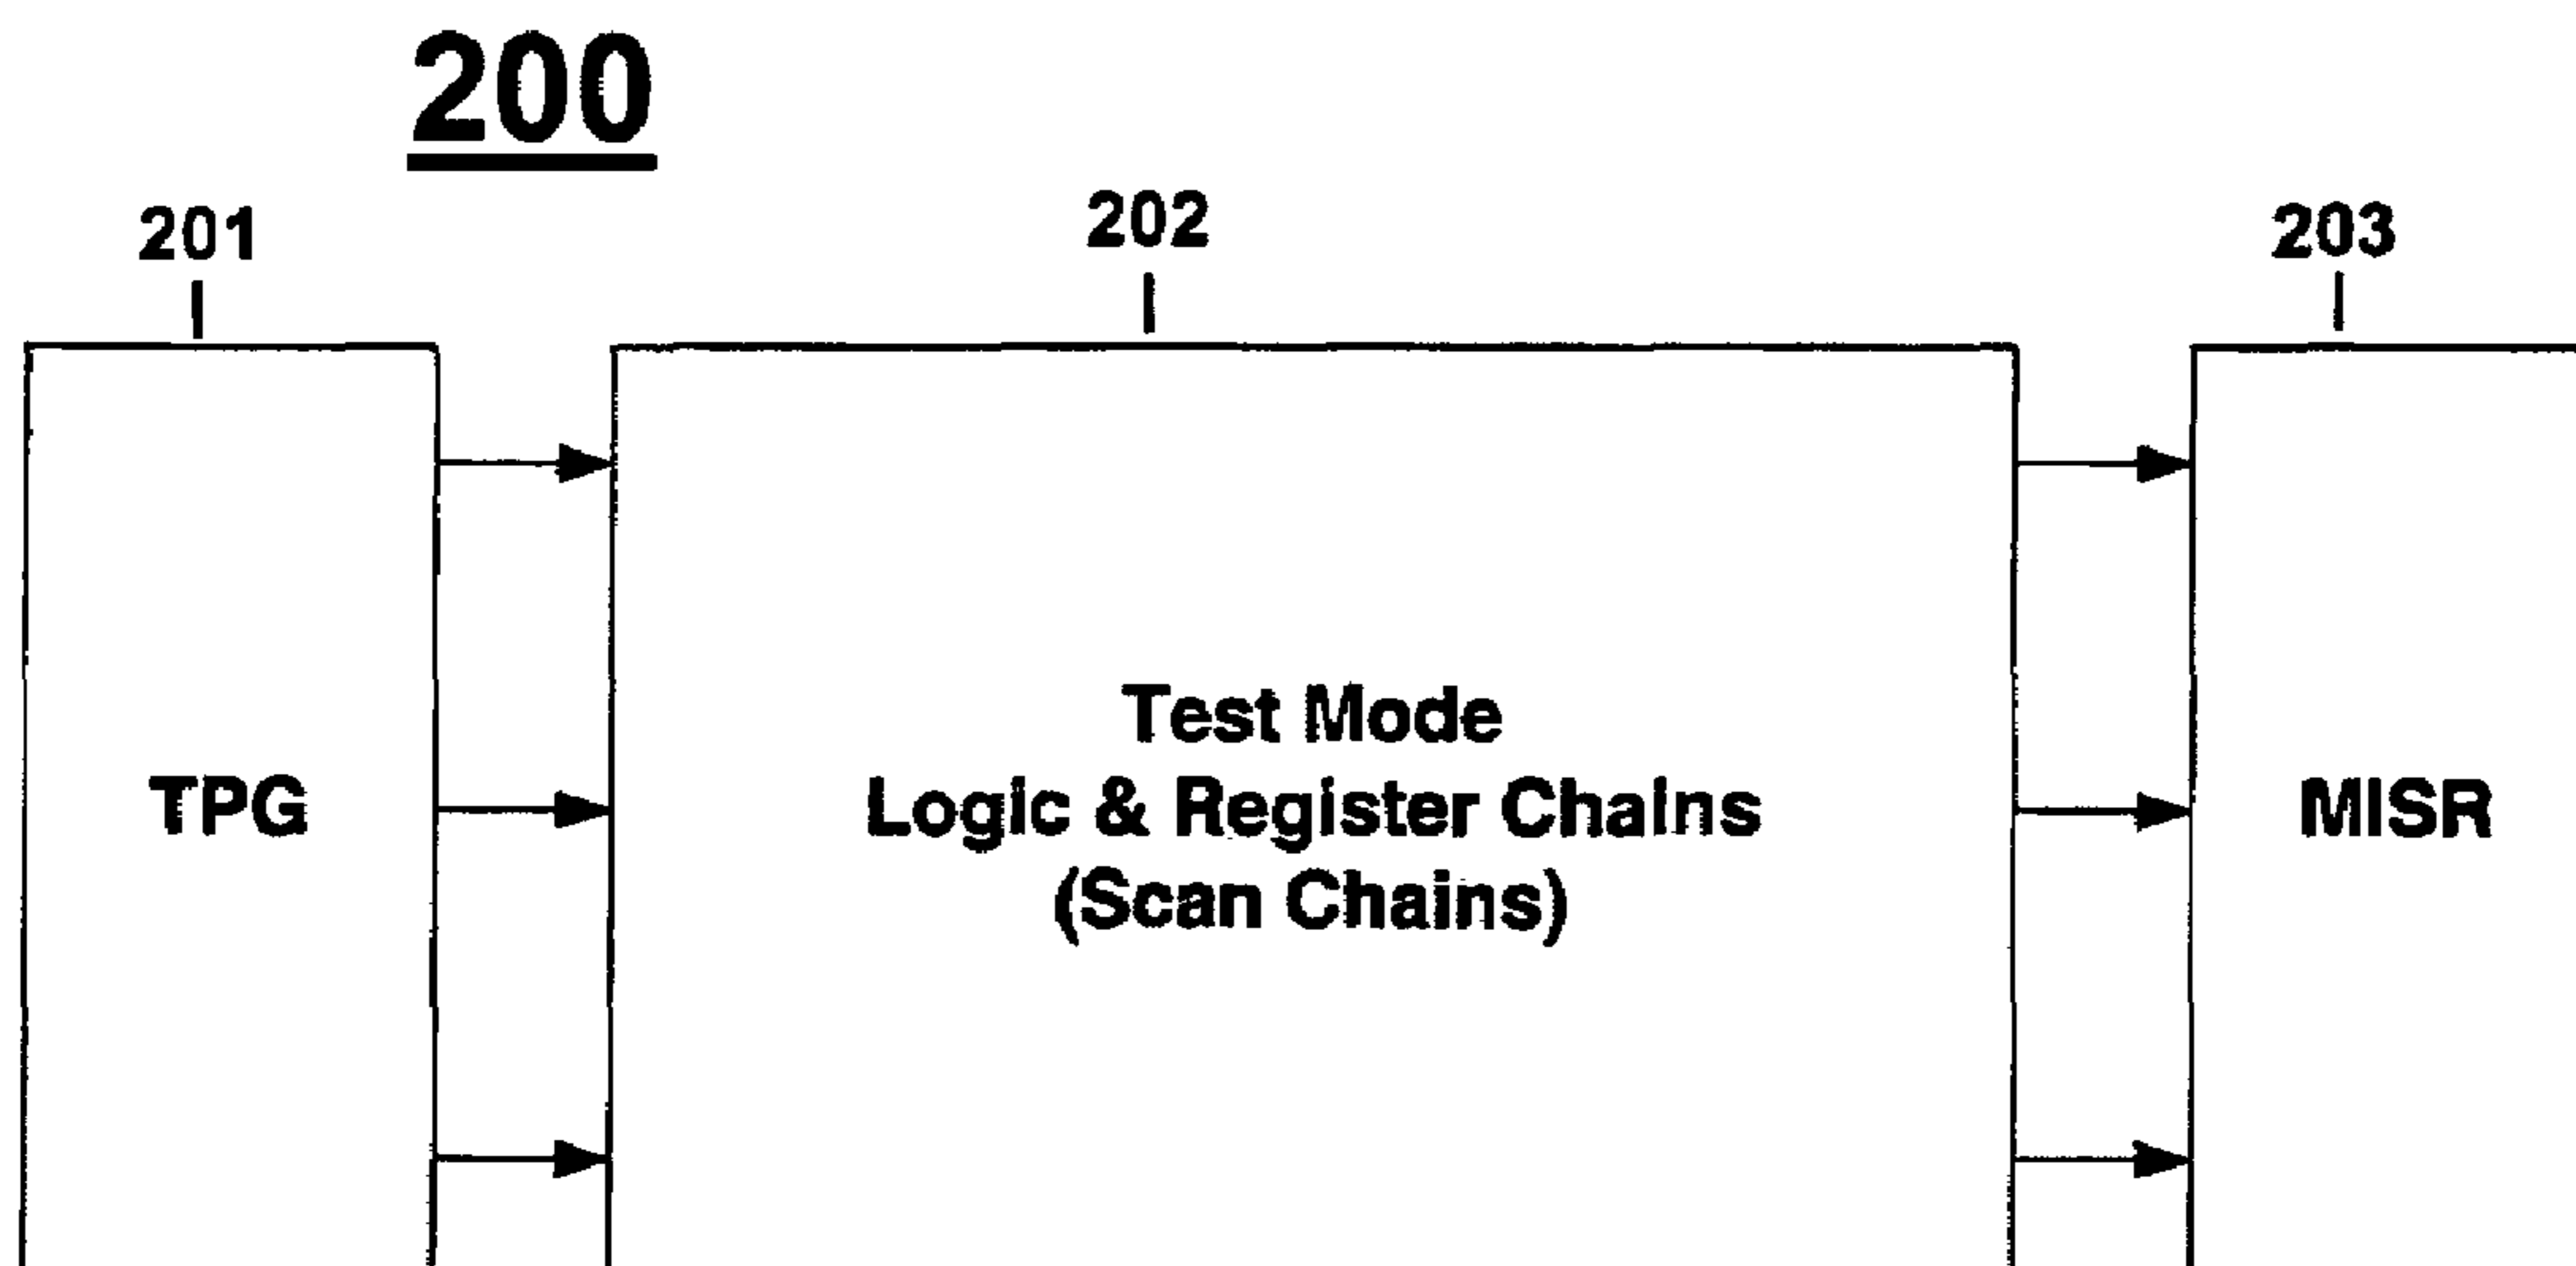 200
201
202
203
TPG
Test Mode
Logic & Register Chains
(Scan Chains)
MISR